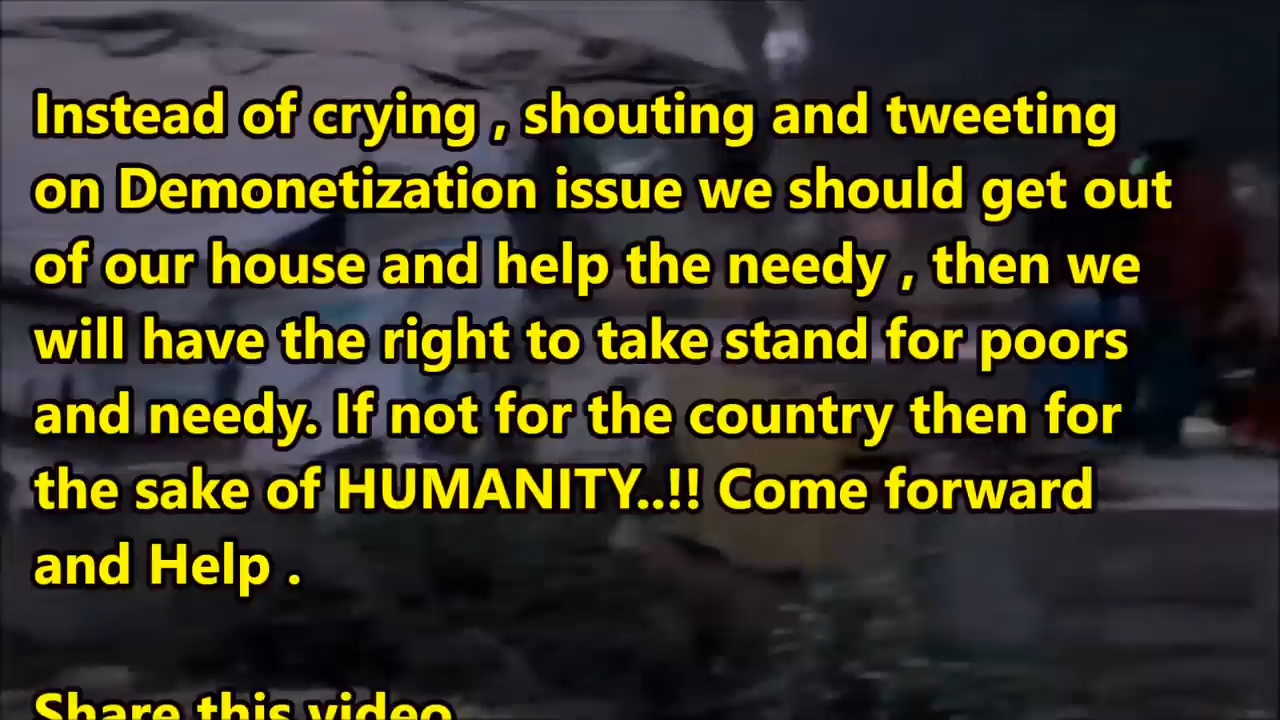 Instead of crying , shouting and tweeting
on Demonetization issue we should get out
of our house and help the needy , then we
will have the right to take stand for poors
and needy. If not for the country then for
the sake of HUMANITY..!! Come forward
and Help .
Share this video